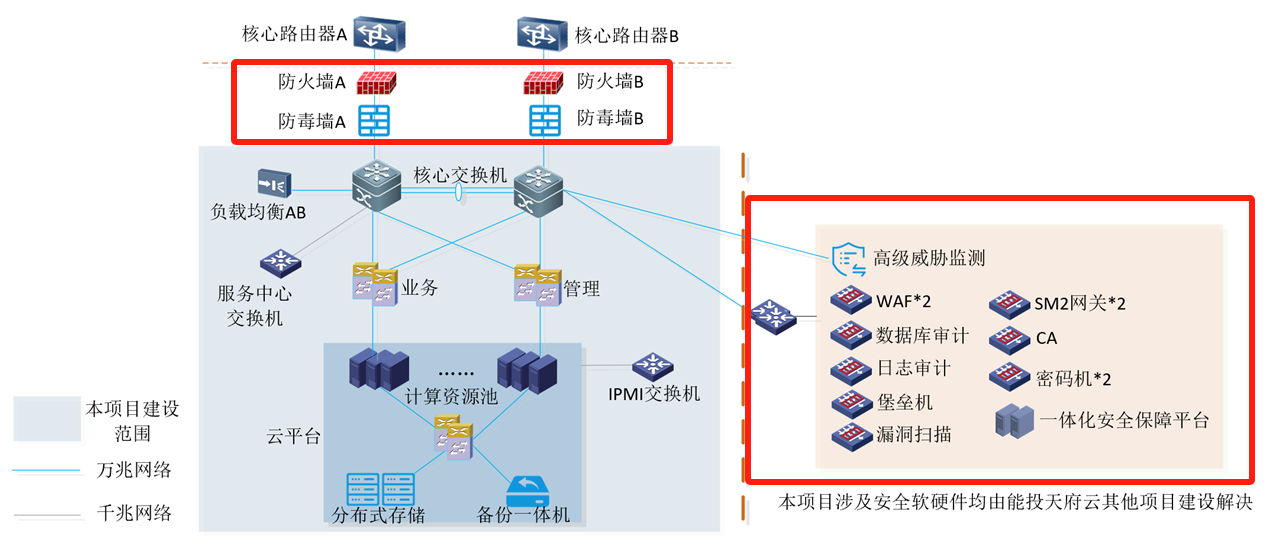 核心路由器A
核心路由器B
防火墙A
防火墙B
防毒墙A
防毒墙B
核心交换机
负载均衡AB
服务中心
交换机
业务
管理
……
计算资源池
IPMI交换机
云平台
分布式存储
备份一体机
本项目建设
范围
万兆网络
千兆网络
高级威胁监测
WAF*2
SM2网关*2
数据库审计
CA
日志审计
密码机*2
堡垒机
一体化安全保障平台
漏洞扫描
本项目涉及安全软硬件均由能投天府云其他项目建设解决